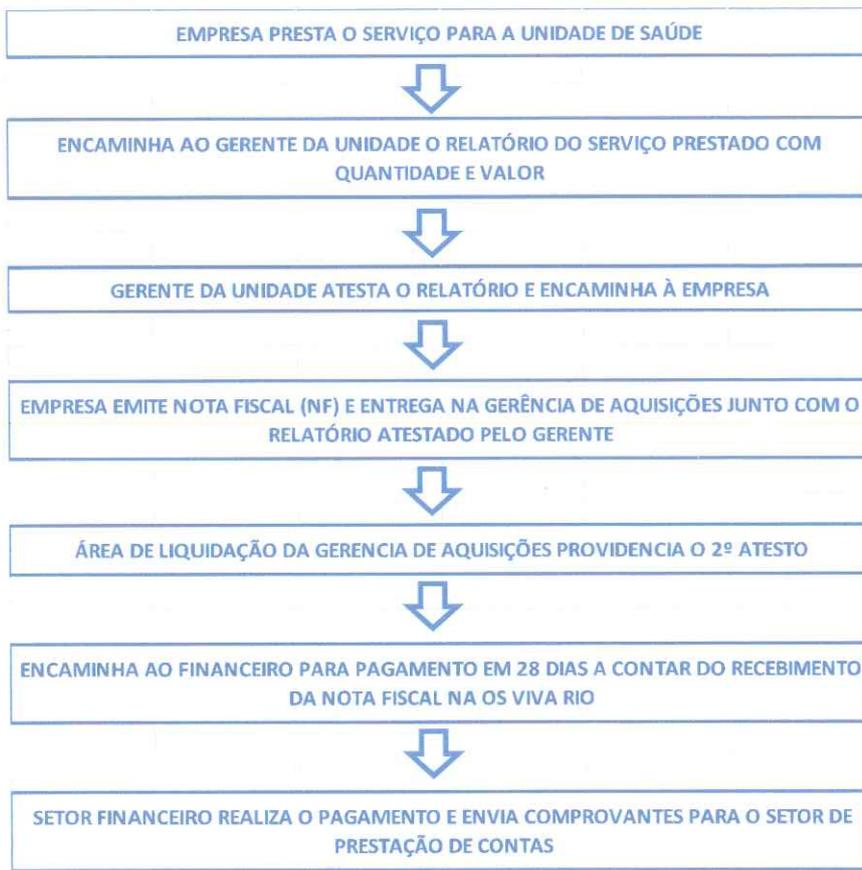 EMPRESA PRESTA O SERVIÇO PARA A UNIDADE DE SAÚDE
ENCAMINHA AO GERENTE DA UNIDADE O RELATÓRIO DO SERVIÇO PRESTADO COM
QUANTIDADE E VALOR
GERENTE DA UNIDADE ATESTA O RELATÓRIO E ENCAMINHA À EMPRESA
EMPRESA EMITE NOTA FISCAL (NF) E ENTREGA NA GERÊNCIA DE AQUISIÇÕES JUNTO COM O
RELATÓRIO ATESTADO PELO GERENTE
ÁREA DE LIQUIDAÇÃO DA GERENCIA DE AQUISIÇÕES PROVIDENCIA O 2º ATESTO
ENCAMINHA AO FINANCEIRO PARA PAGAMENTO EM 28 DIAS A CONTAR DO RECEBIMENTO
DA NOTA FISCAL NA OS VIVA RIO
SETOR FINANCEIRO REALIZA O PAGAMENTO E ENVIA COMPROVANTES PARA O SETOR DE
PRESTAÇÃO DE CONTAS